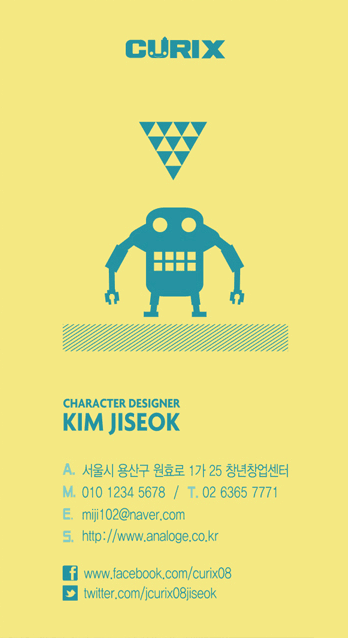 CURIX
CHARACTER DESIGNER
KIM JISEOK
A. 서울시 용산구 원효로 1가 25 창년창업센터
M. 010 1234 5678 / T. 02 6365 7771
E. miji102@naver.com
S. http://www.analoge.co.kr
www.facebook.com/curix08
twitter.com/jcurix08jiseok